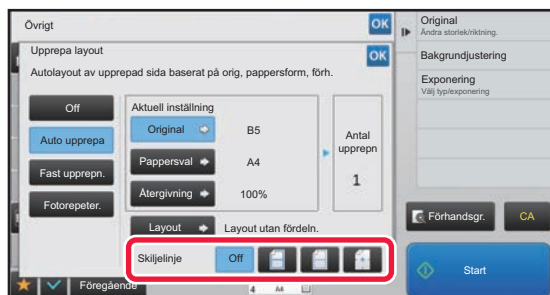 Övrigt
OK
Upprepa layout
OK
Autolayout av upprepad sida baserat på orig, pappersform, förh.
Off
Auto upprepa
Fast upprepn.
Fotorepeter.
Aktuell inställning
Original
B5
Pappersval
A4
Återgivning
100%
Antal
upprepn
1
Layout
Layout utan fördeln.
Skiljelinje
Off
Föregående
4
A4
Original
Ändra storlek/riktning.
Bakgrundjustering
Exponering
Välj typ/exponering
Förhandsgr.
CA
Start